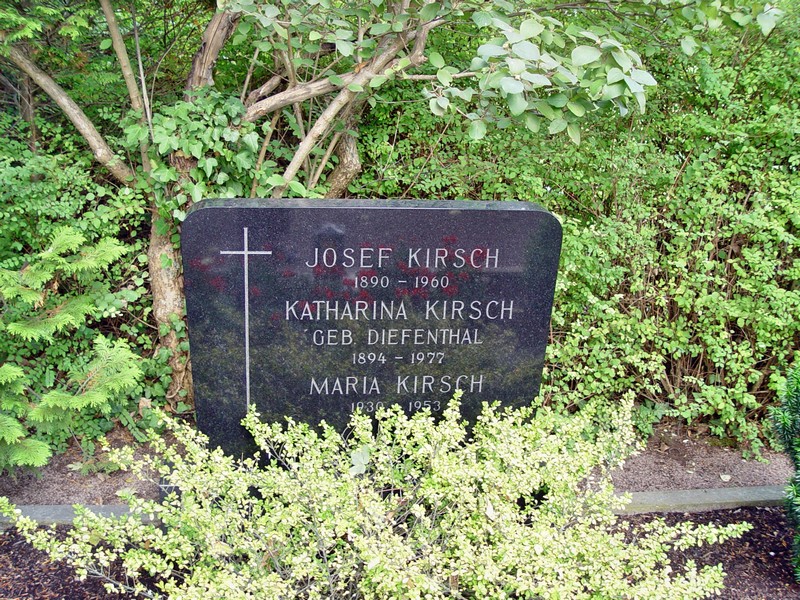 JOSEF KIRSCH
1890 - 1960
KATHARINA KIRSCH
GEB. DIEFENTHAL
1894 - 1977
MARIA KIRSCH
1930 - 1953